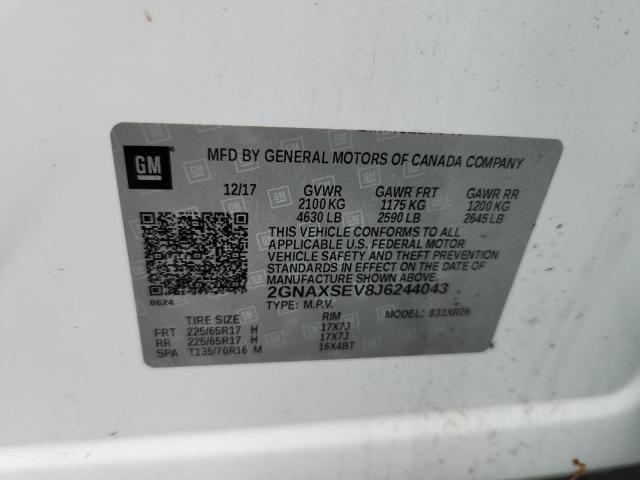 GM
MFD BY GENERAL MOTORS OF CANADA COMPANY
12/17 GVWR GAWR FRT GAWR RR
2100 KG 1175 KG 1200 KG
4630 LB 2590 LB 2645 LB
THIS VEHICLE CONFORMS TO ALL
APPLICABLE U.S. FEDERAL MOTOR
VEHICLE SAFETY AND THEFT PREVENTION
STANDARDS IN EFFECT ON THE DATE OF
MANUFACTURE SHOWN ABOVE.
2GNAXSEV8J6244043
8624
TYPE: M.P.V. MODEL: 831XR26
TIRE SIZE RIM
FRT 225/65R17 H 17X7J
RR 225/65R17 H 17X7J
SPA T135/70R16 M 16X4BT